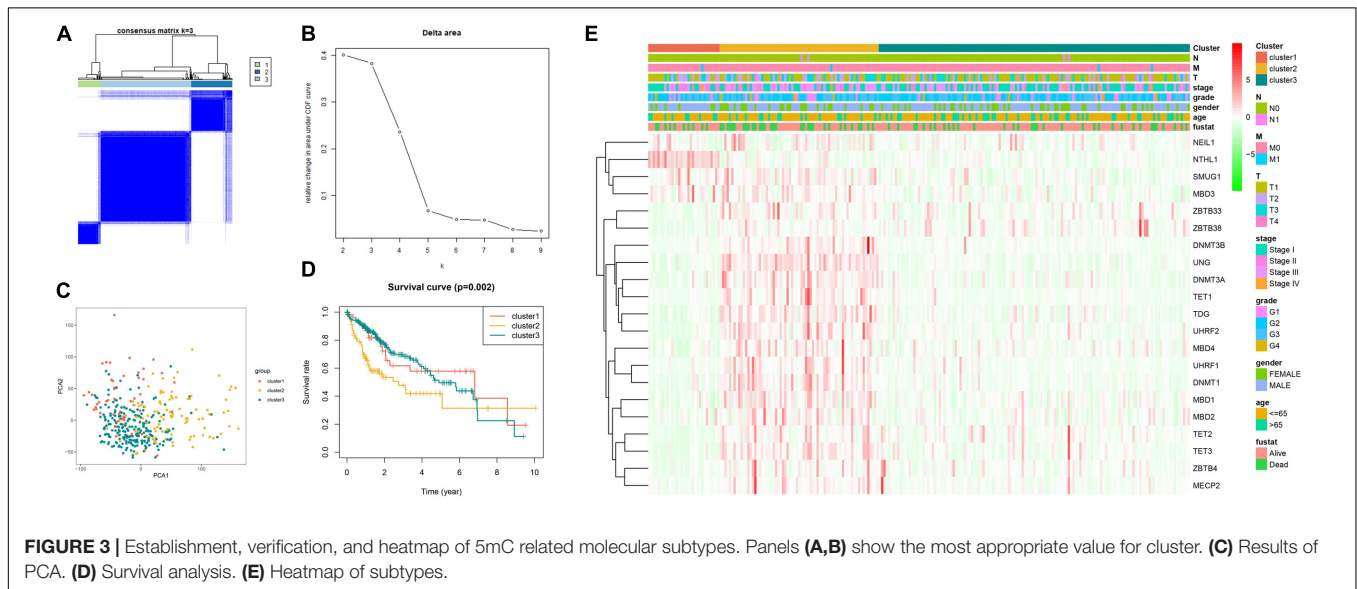 A
consensus matrix k=3
1
2
3
B
Delta area
relative change in area under CDF curve
0.4
0.3
0.2
0.1
2 3 4 5 6 7 8 9
k
C
PCA2
150
100
50
0
-50
-100 0 100
PCA1
group
cluster1
cluster2
cluster3
D
Survival curve (p=0.002)
cluster1
cluster2
cluster3
Survival rate
1.0
0.8
0.6
0.4
0.2
0.0
0 2 4 6 8 10
Time (year)
E
Cluster
N
M
T
stage
grade
gender
age
fustat
NEIL1
NTHL1
SMUG1
MBD3
ZBTB33
ZBTB38
DNMT3B
UNG
DNMT3A
TET1
TDG
UHRF2
MBD4
UHRF1
DNMT1
MBD1
MBD2
TET2
TET3
ZBTB4
MECP2
5
0
−5
Cluster
cluster1
cluster2
cluster3
N
N0
N1
M
M0
M1
T
T1
T2
T3
T4
stage
Stage I
Stage II
Stage III
Stage IV
grade
G1
G2
G3
G4
gender
FEMALE
MALE
age
<=65
>65
fustat
Alive
Dead
FIGURE 3 | Establishment, verification, and heatmap of 5mC related molecular subtypes. Panels (A,B) show the most appropriate value for cluster. (C) Results of
PCA. (D) Survival analysis. (E) Heatmap of subtypes.